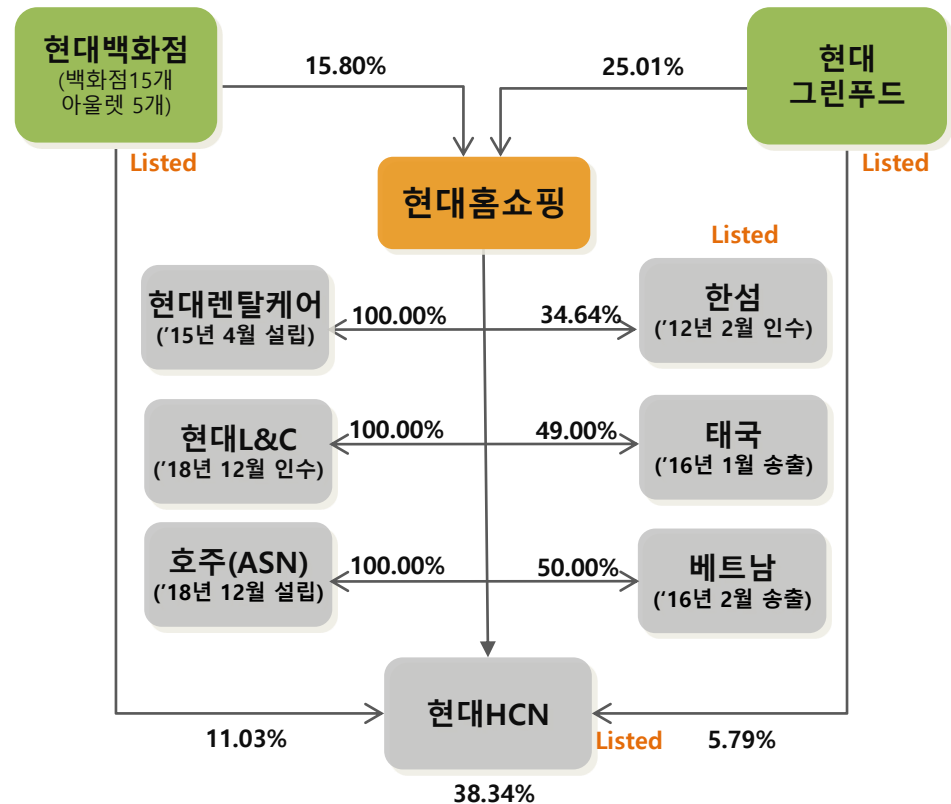 현대백화점
(백화점15개
아울렛 5개)
15.80%
25.01%
현대
그린푸드
Listed
Listed
현대홈쇼핑
Listed
현대렌탈케어
(’15년 4월 설립)
100.00%
34.64%
한섬
(’12년 2월 인수)
현대L&C
(’18년 12월 인수)
100.00%
49.00%
태국
(’16년 1월 송출)
호주(ASN)
(’18년 12월 설립)
100.00%
50.00%
베트남
(‘16년 2월 송출)
현대HCN
11.03%
Listed
5.79%
38.34%